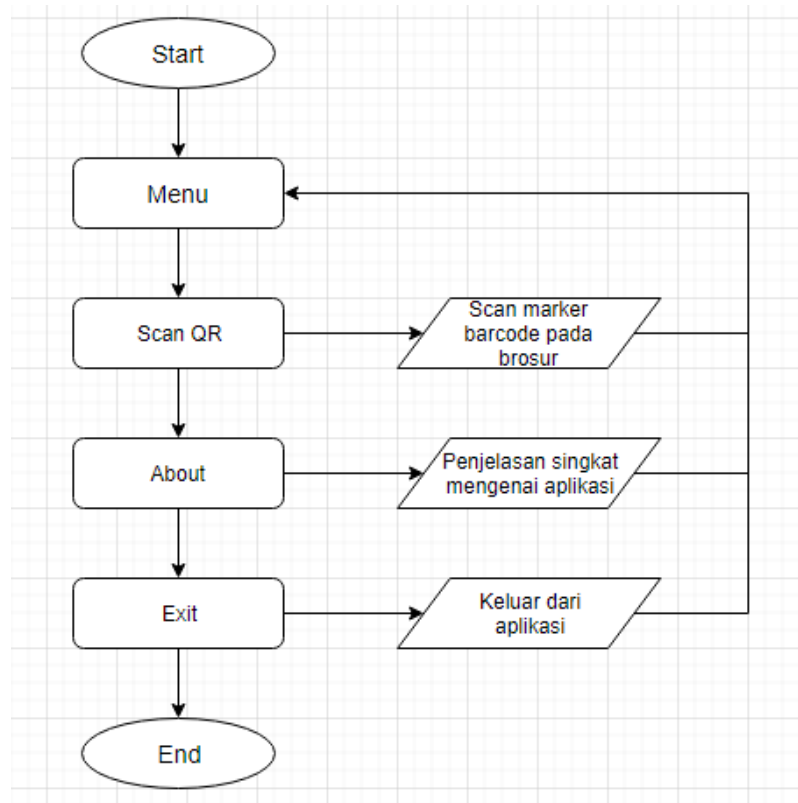 Start
Menu
Scan QR
Scan marker
barcode pada
brosur
About
Penjelasan singkat
mengenai aplikasi
Exit
Keluar dari
aplikasi
End